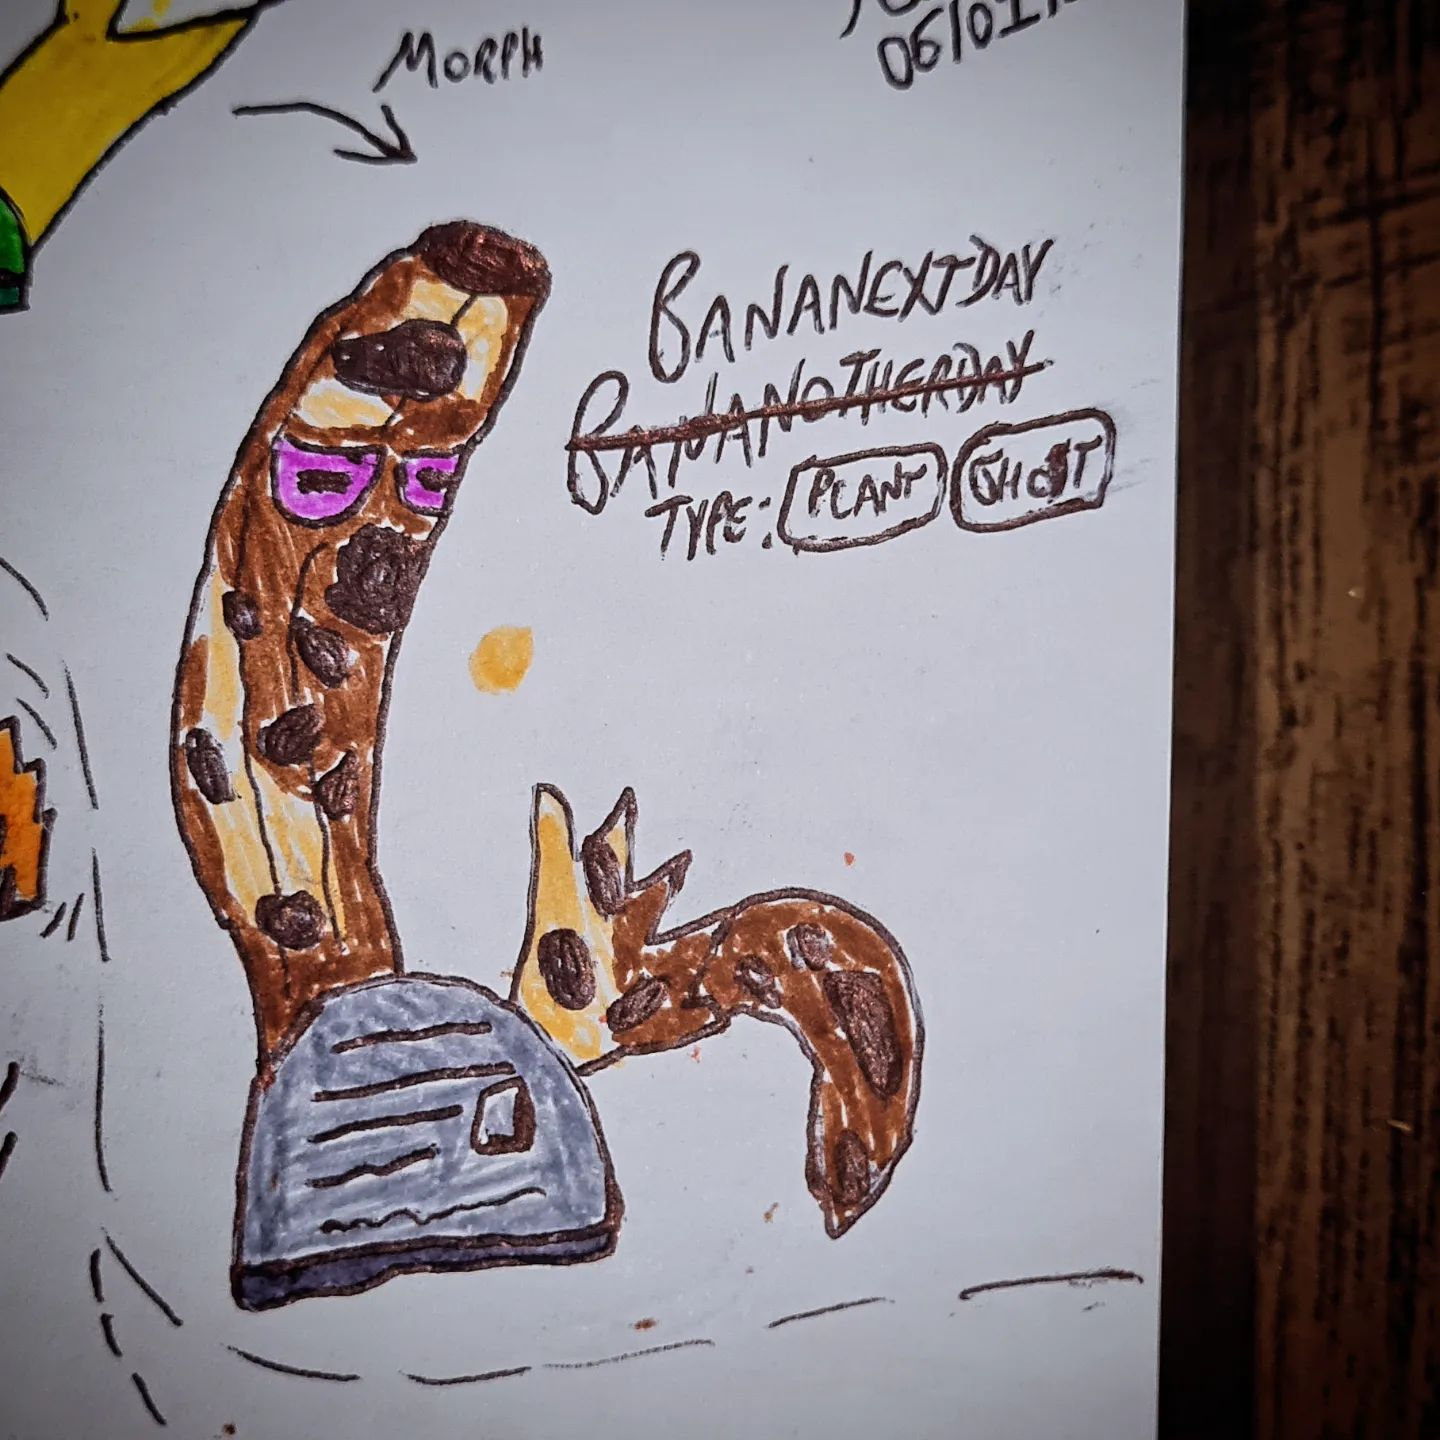 MORPH
06/01/
BANANEXTDAY
BANANOTHERDAY
TYPE: PLANT GHOST